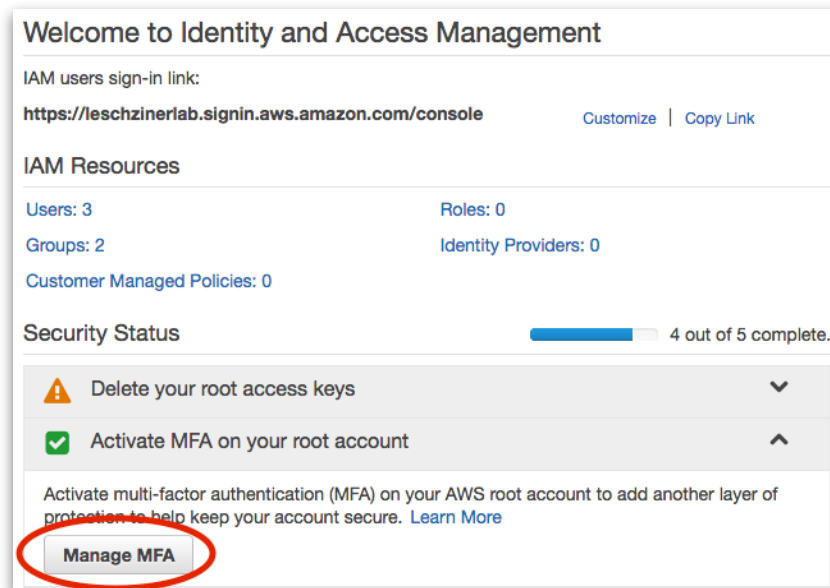 Welcome to Identity and Access Management
IAM users sign-in link:
https://leschzinerlab.signin.aws.amazon.com/console Customize | Copy Link
IAM Resources
Users: 3 Roles: 0
Groups: 2 Identity Providers: 0
Customer Managed Policies: 0
Security Status 4 out of 5 complete.
Delete your root access keys
Activate MFA on your root account
Activate multi-factor authentication (MFA) on your AWS root account to add another layer of
protection to help keep your account secure. Learn More
Manage MFA